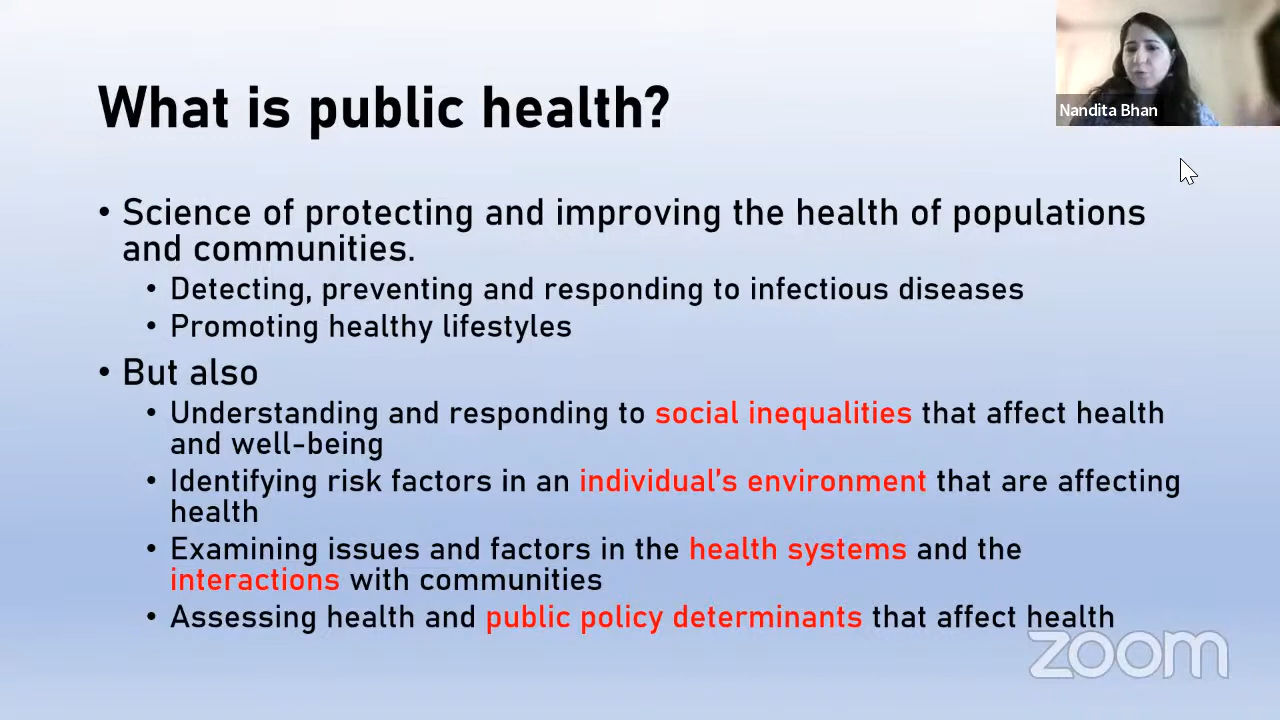 What is public health?
Nandita Bhan
• Science of protecting and improving the health of populations
and communities.
• Detecting, preventing and responding to infectious diseases
• Promoting healthy lifestyles
• But also
• Understanding and responding to social inequalities that affect health
and well-being
• Identifying risk factors in an individual's environment that are affecting
health
• Examining issues and factors in the health systems and the
interactions with communities
• Assessing health and public policy determinants that affect health
zoom